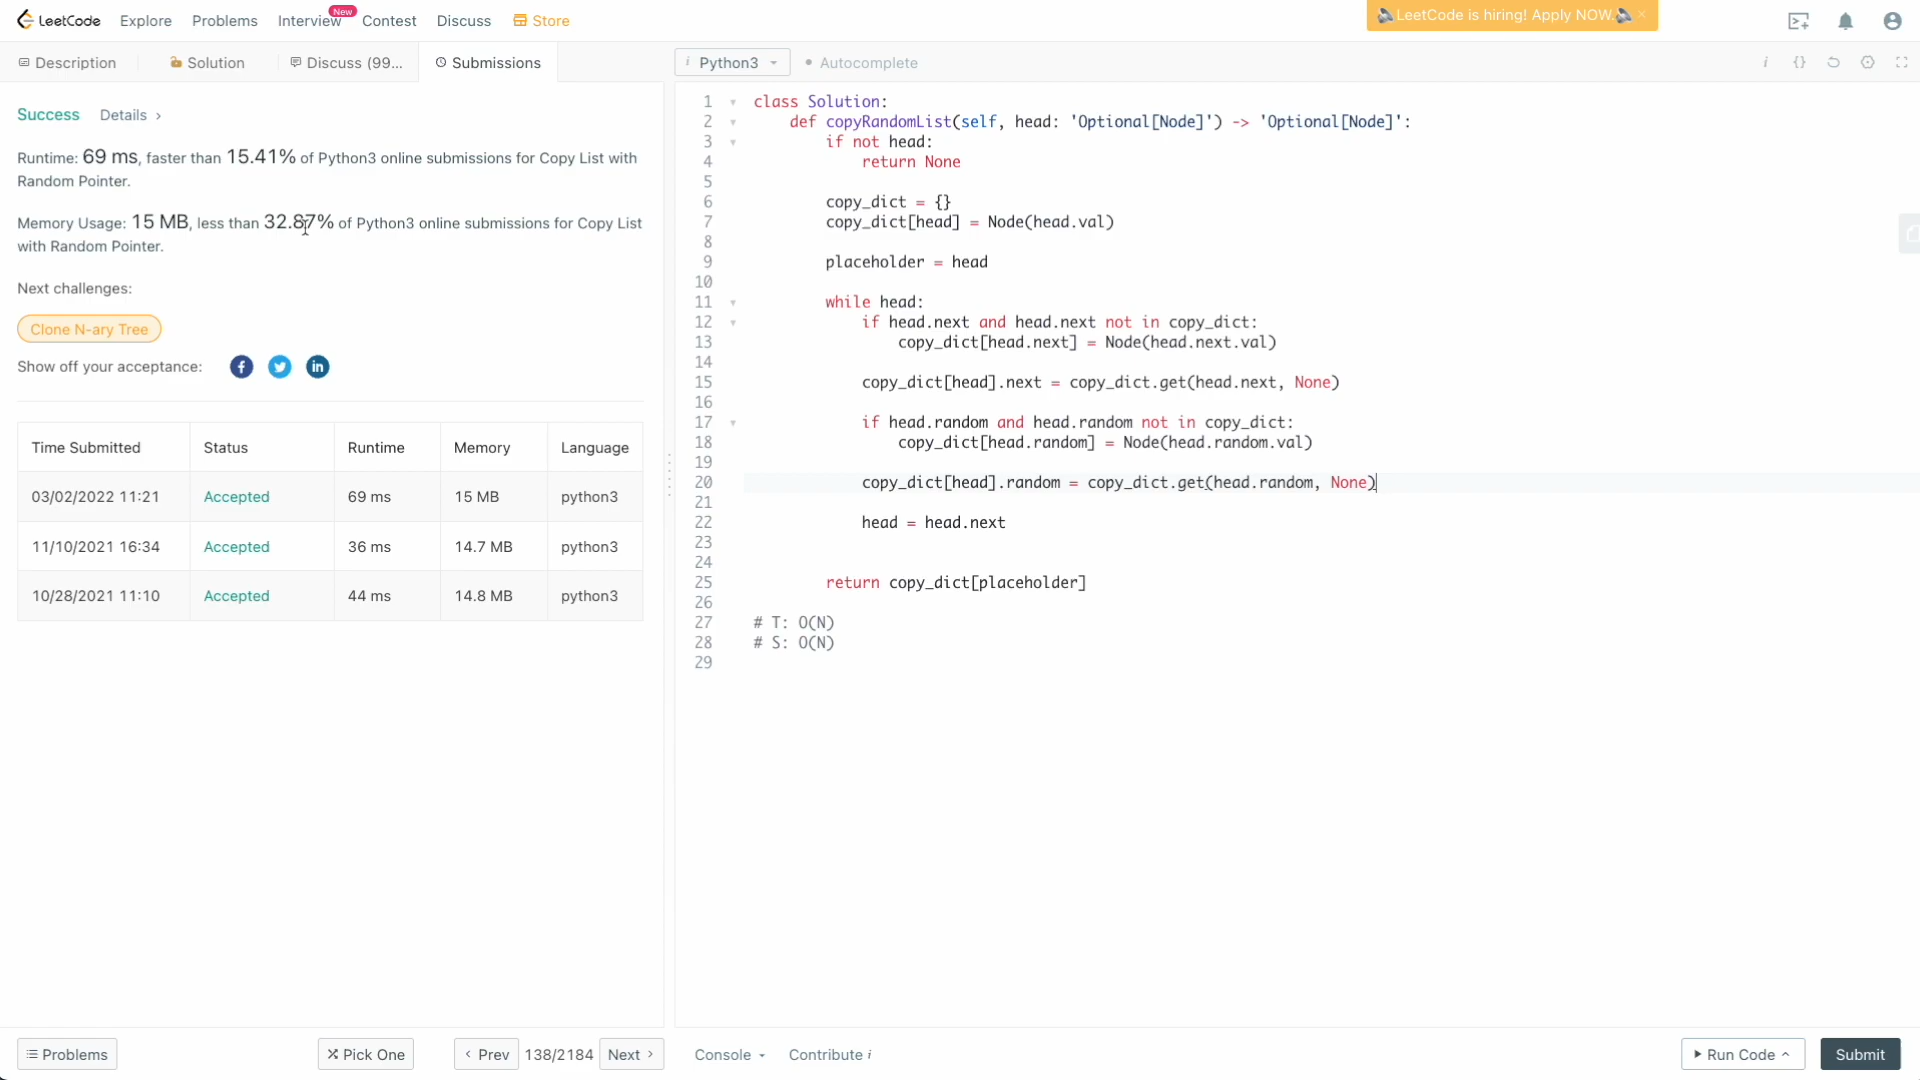 LeetCode Explore Problems Interview New Contest Discuss Store LeetCode is hiring! Apply NOW. ×
Description Solution Discuss (99... Submissions
i Python3 Autocomplete i {}
Success Details >
Runtime: 69 ms, faster than 15.41% of Python3 online submissions for Copy List with
Random Pointer.
Memory Usage: 15 MB, less than 32.87% of Python3 online submissions for Copy List
with Random Pointer.
Next challenges:
Clone N-ary Tree
Show off your acceptance: f in
Time Submitted Status Runtime Memory Language
03/02/2022 11:21 Accepted 69 ms 15 MB python3
11/10/2021 16:34 Accepted 36 ms 14.7 MB python3
10/28/2021 11:10 Accepted 44 ms 14.8 MB python3
1 class Solution:
2 def copyRandomList(self, head: 'Optional[Node]') -> 'Optional[Node]':
3 if not head:
4 return None
5
6 copy_dict = {}
7 copy_dict[head] = Node(head.val)
8
9 placeholder = head
10
11 while head:
12 if head.next and head.next not in copy_dict:
13 copy_dict[head.next] = Node(head.next.val)
14
15 copy_dict[head].next = copy_dict.get(head.next, None)
16
17 if head.random and head.random not in copy_dict:
18 copy_dict[head.random] = Node(head.random.val)
19
20 copy_dict[head].random = copy_dict.get(head.random, None)
21
22 head = head.next
23
24
25 return copy_dict[placeholder]
26
27 # T: O(N)
28 # S: O(N)
29
Problems Pick One < Prev 138/2184 Next > Console Contribute i Run Code Submit